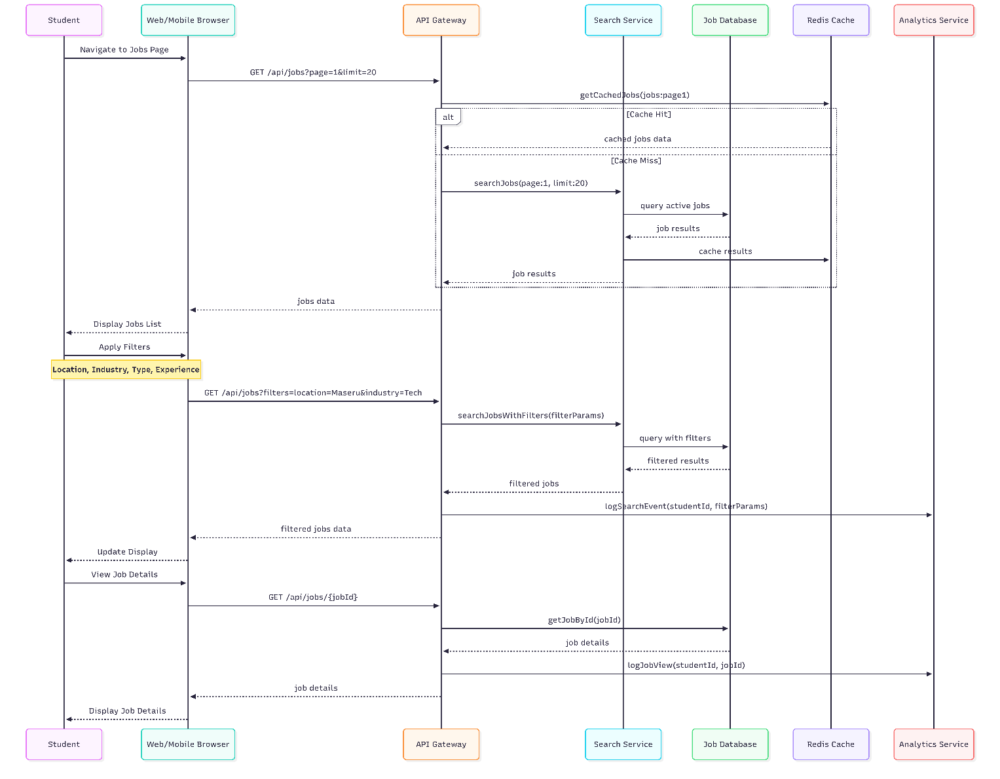 Student
Web/Mobile Browser
API Gateway
Search Service
Job Database
Redis Cache
Analytics Service
Navigate to Jobs Page
GET /api/jobs?page=1&limit=20
getCachedJobs(jobs:page1)
alt
[Cache Hit]
cached jobs data
[Cache Miss]
searchJobs(page:1, limit:20)
query active jobs
job results
cache results
job results
jobs data
Display Jobs List
Apply Filters
Location, Industry, Type, Experience
GET /api/jobs?filters=location=Maseru&industry=Tech
searchJobsWithFilters(filterParams)
query with filters
filtered results
filtered jobs
logSearchEvent(studentId, filterParams)
filtered jobs data
Update Display
View Job Details
GET /api/jobs/{jobId}
getJobById(jobId)
job details
logJobView(studentId, jobId)
job details
Display Job Details
Student
Web/Mobile Browser
API Gateway
Search Service
Job Database
Redis Cache
Analytics Service